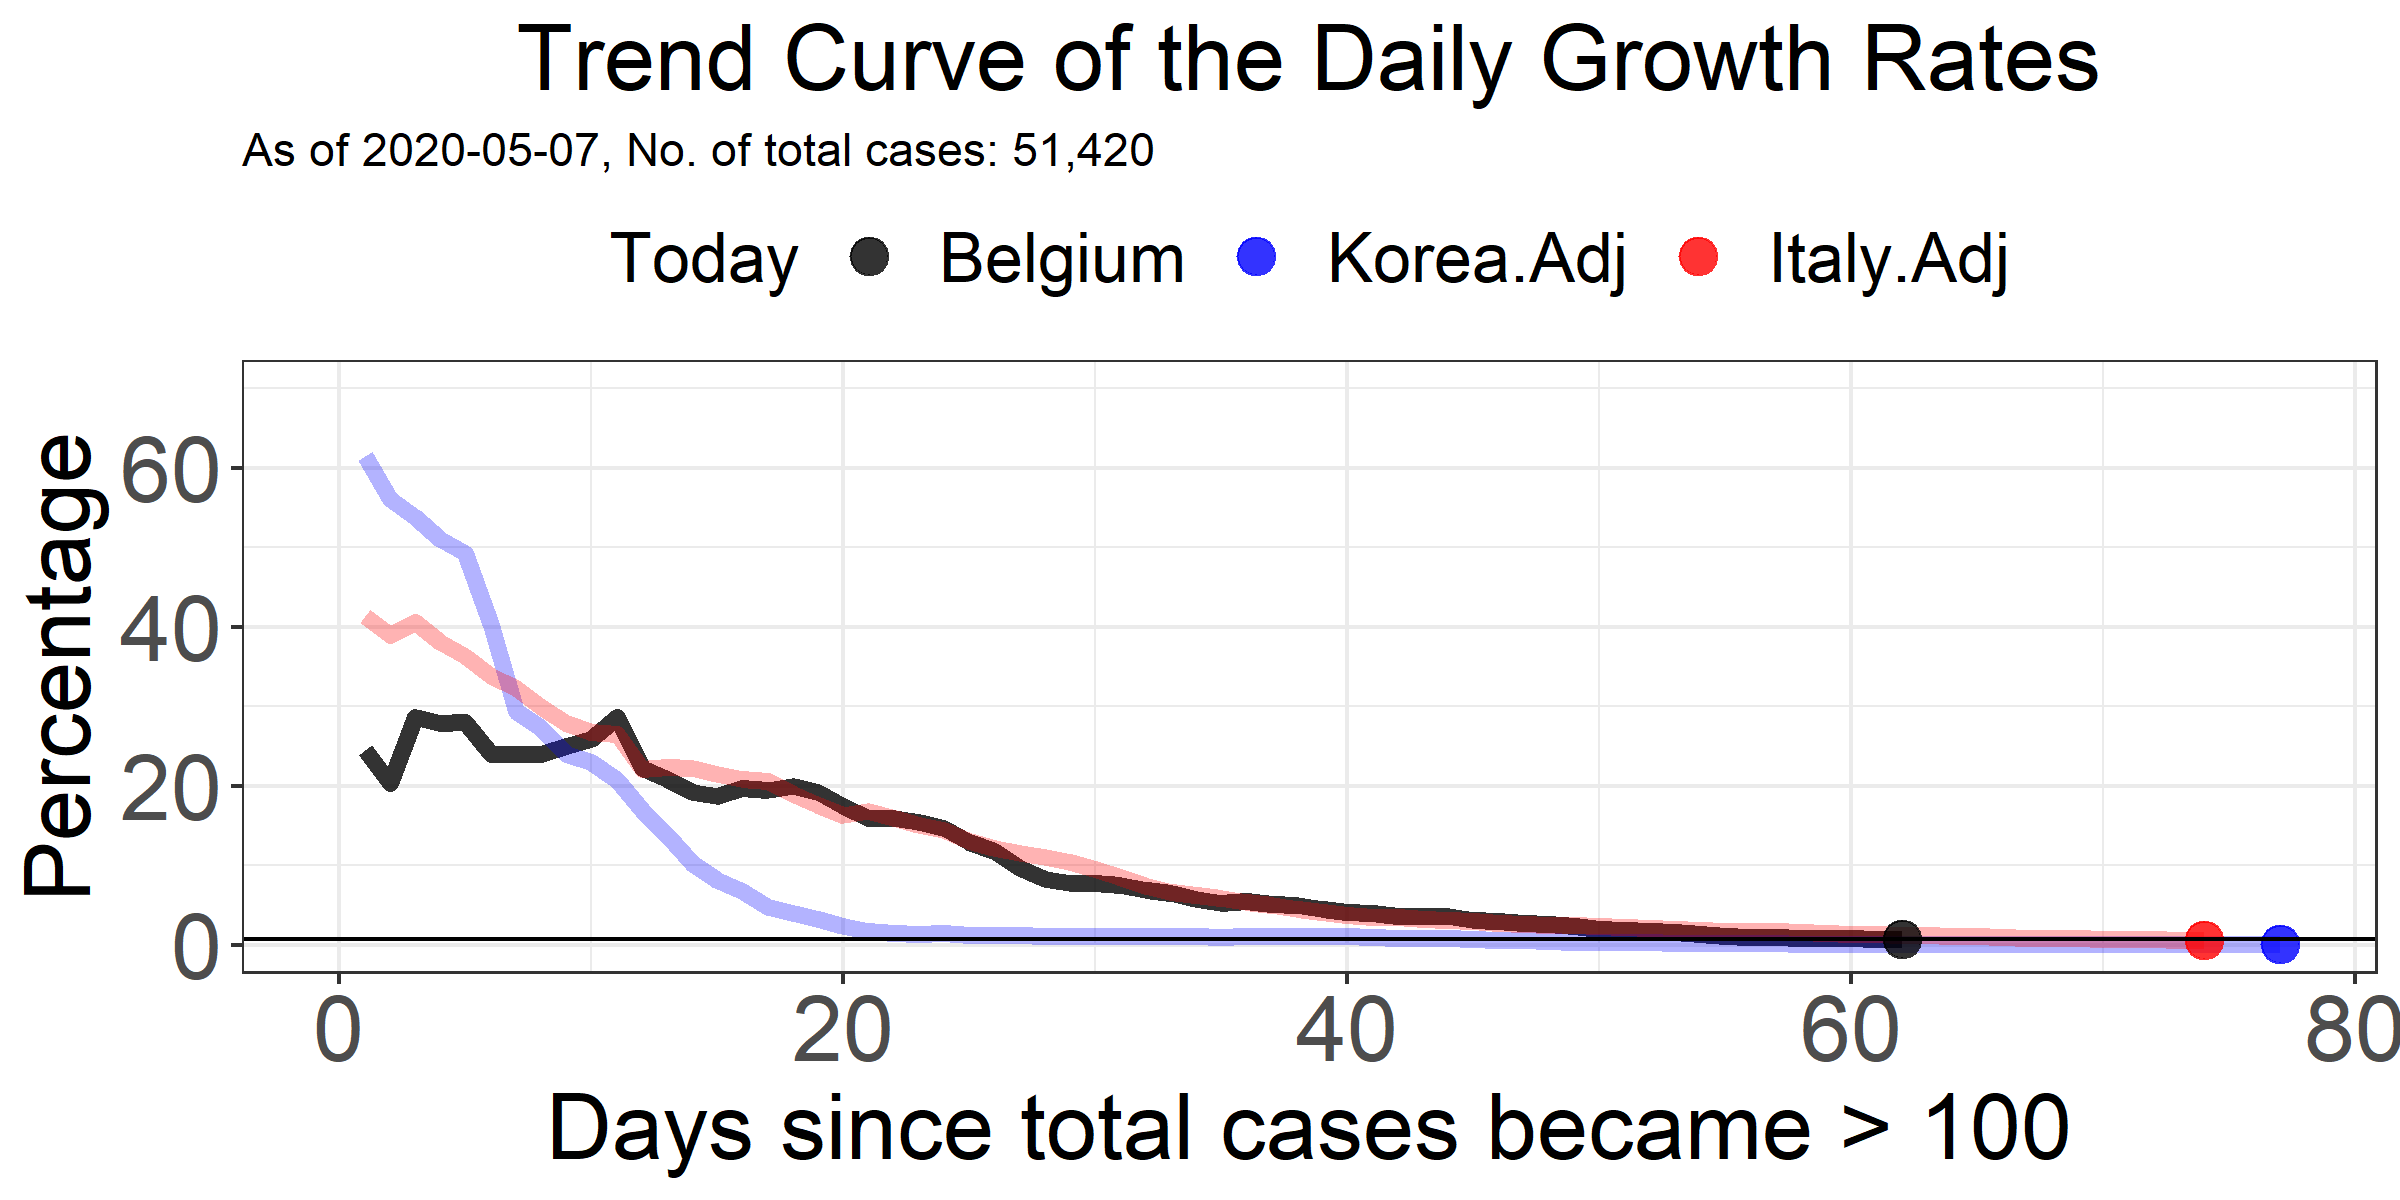 Trend Curve of the Daily Growth Rates
As of 2020-05-07, No. of total cases: 51,420
Today Belgium Korea.Adj Italy.Adj
Percentage
60
40
20
0
0 20 40 60 80
Days since total cases became > 100